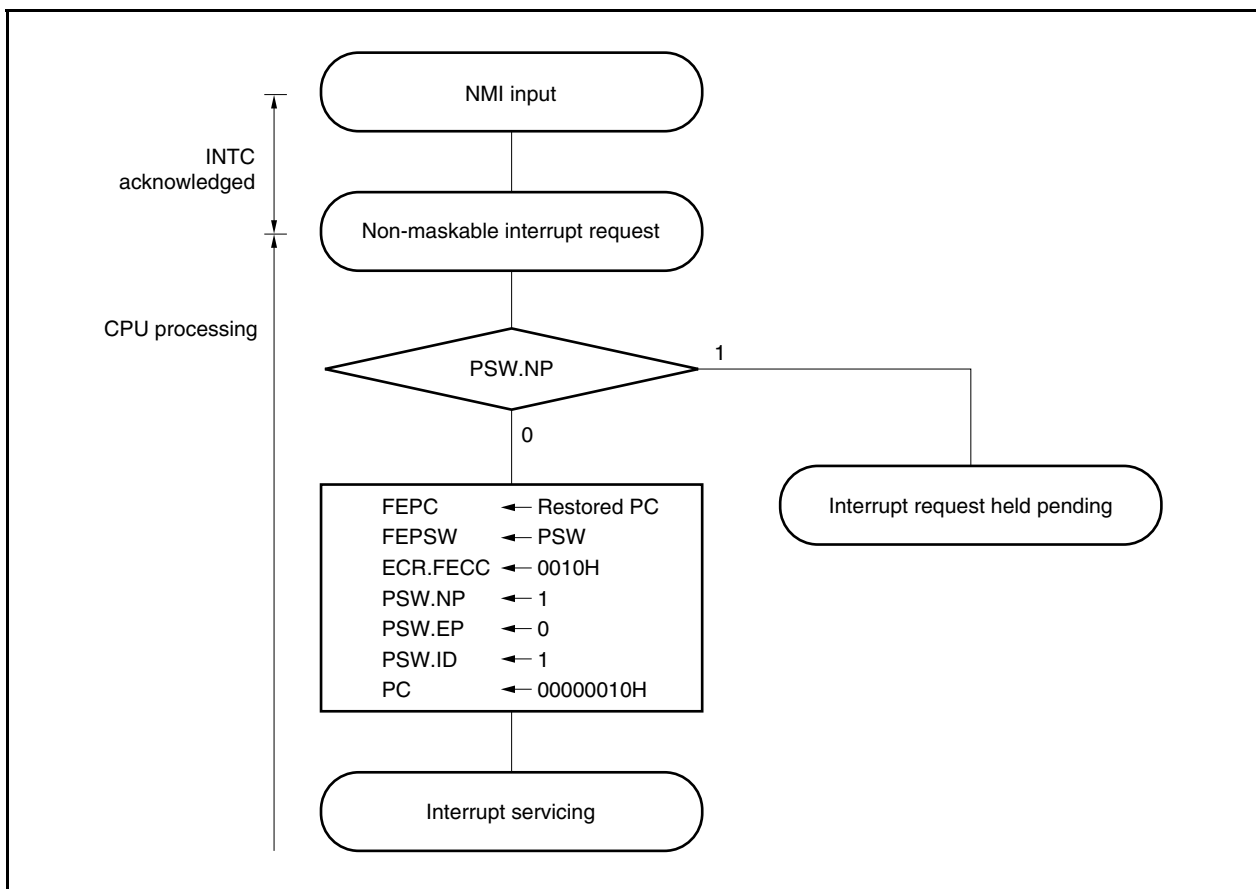 NMI input
INTC
acknowledged
Non-maskable interrupt request
CPU processing
PSW.NP
1
0
FEPC ← Restored PC
FEPSW ← PSW
ECR.FECC ← 0010H
PSW.NP ← 1
PSW.EP ← 0
PSW.ID ← 1
PC ← 00000010H
Interrupt request held pending
Interrupt servicing